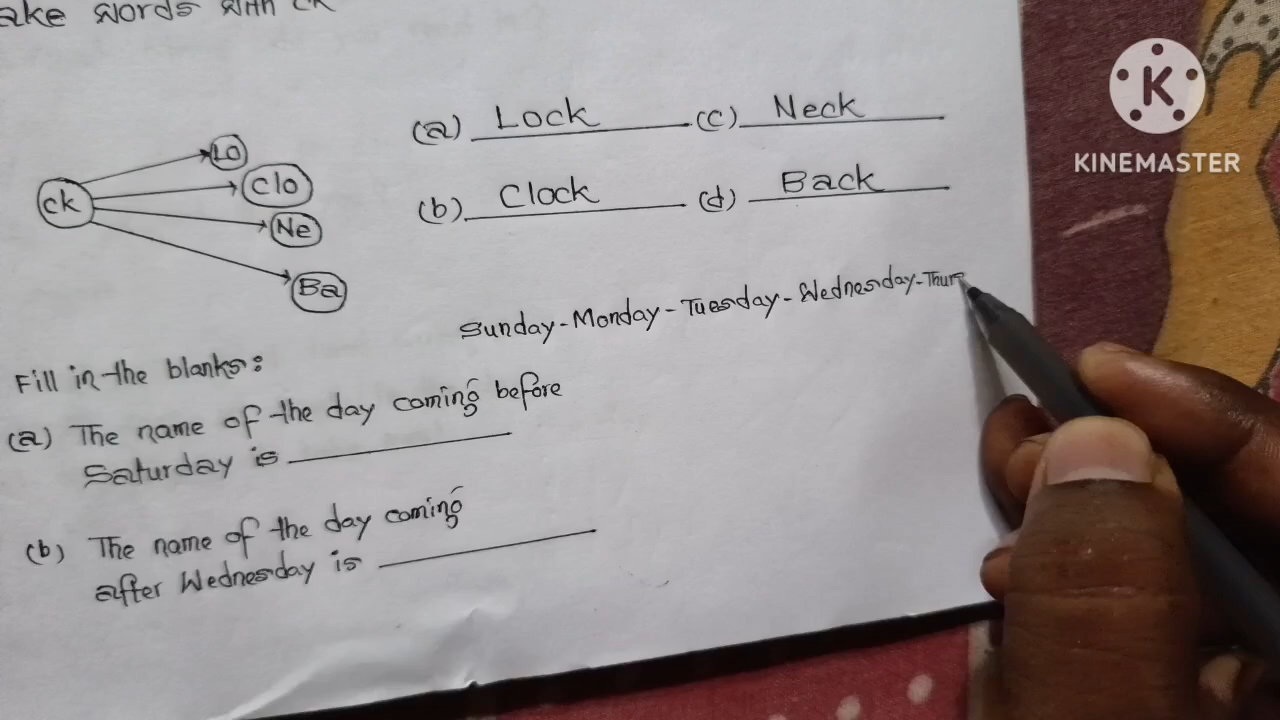 ake words with ck
ck
Lo
Clo
Ne
Ba
(a) Lock (c) Neck
(b) Clock (d) Back
Sunday-Monday-Tuesday-Wednesday-Thurs
Fill in the blanks:
(a) The name of the day coming before
Saturday is
(b) The name of the day coming
after Wednesday is
K
KINEMASTER